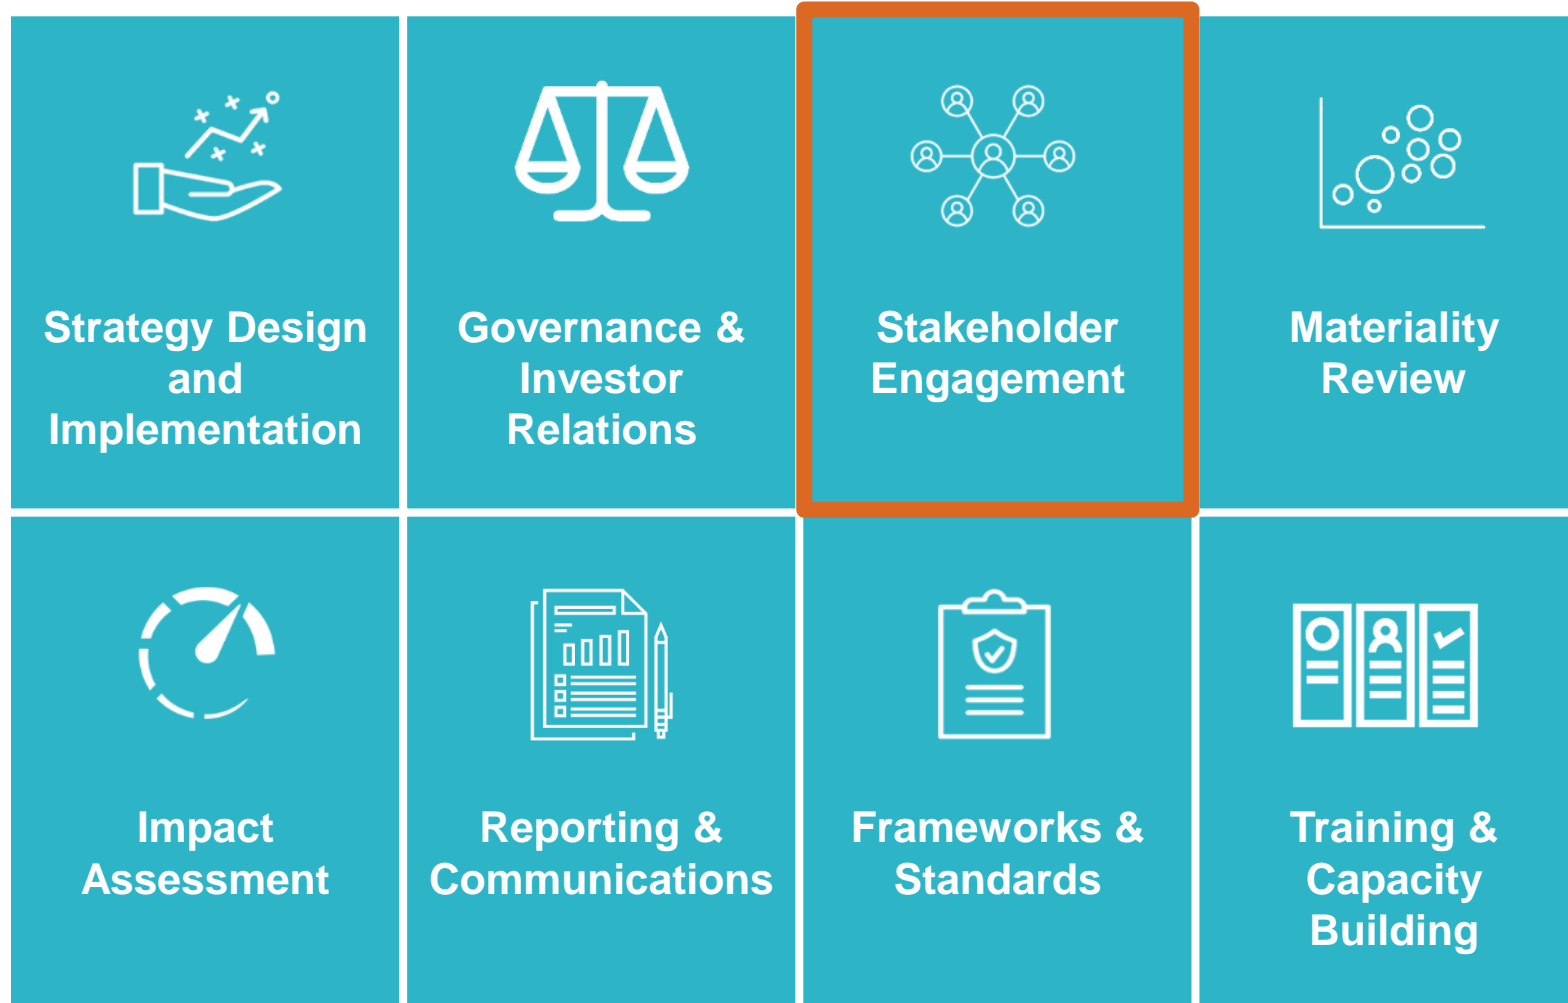 Strategy Design
and
Implementation
Governance &
Investor
Relations
Stakeholder
Engagement
Materiality
Review
Impact
Assessment
Reporting &
Communications
Frameworks &
Standards
Training &
Capacity
Building